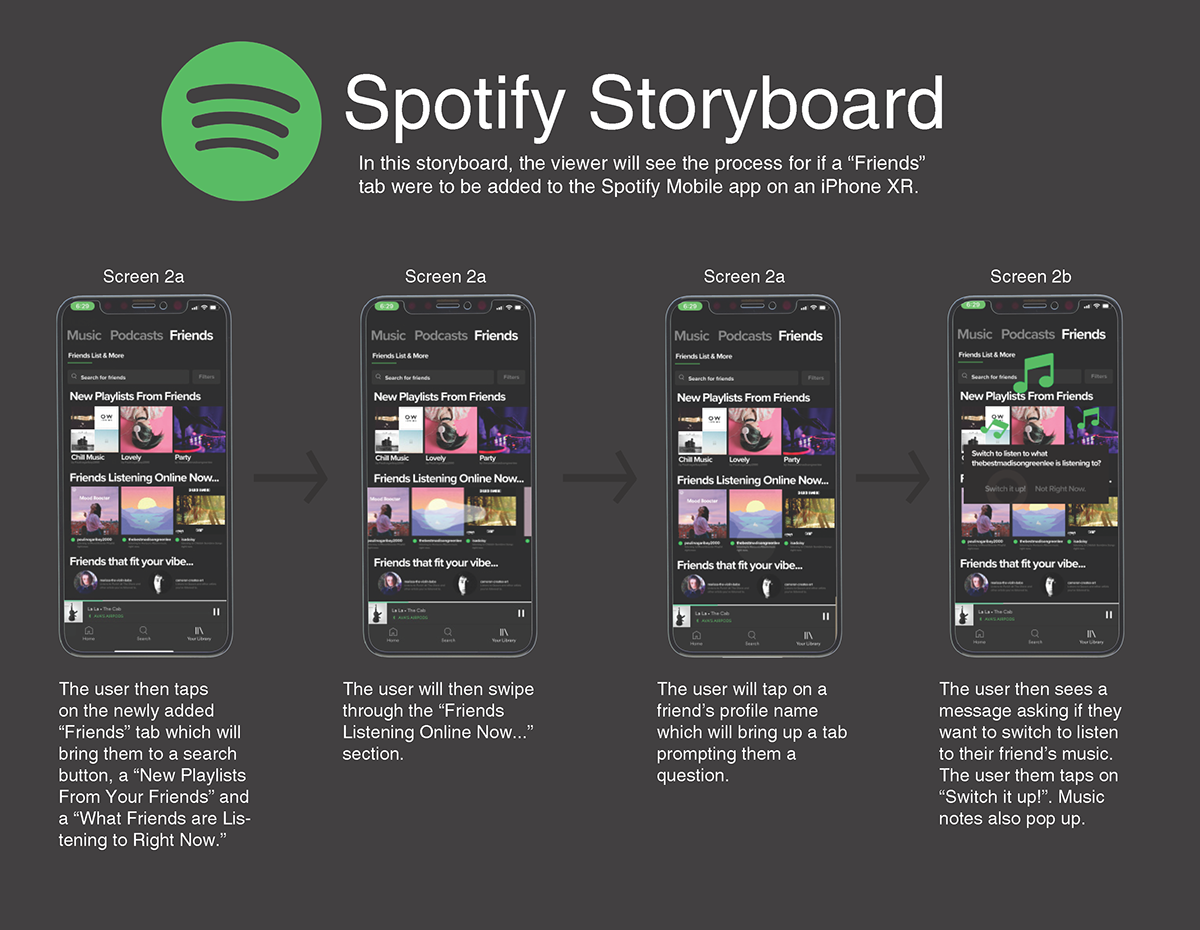 Spotify Storyboard
In this storyboard, the viewer will see the process for if a “Friends”
tab were to be added to the Spotify Mobile app on an iPhone XR.
Screen 2a
6:29
Music Podcasts Friends
Friends List & More
Search for friends Filters
New Playlists From Friends
OW
Chill Music Lovely Party
Friends Listening Online Now...
Mood Booster
Friends that fit your vibe...
La La • The Cab
Home Search Your Library
The user then taps
on the newly added
“Friends” tab which will
bring them to a search
button, a “New Playlists
From Your Friends” and
a “What Friends are Lis-
tening to Right Now.”
Screen 2a
6:29
Music Podcasts Friends
Friends List & More
Search for friends Filters
New Playlists From Friends
OW
Chill Music Lovely Party
Friends Listening Online Now...
Friends that fit your vibe...
La La • The Cab
Home Search Your Library
The user will then swipe
through the “Friends
Listening Online Now...”
section.
Screen 2a
6:29
Music Podcasts Friends
Friends List & More
Search for friends Filters
New Playlists From Friends
OW
Chill Music Lovely Party
Friends Listening Online Now...
Mood Booster
Friends that fit your vibe...
La La • The Cab
Home Search Your Library
The user will tap on a
friend’s profile name
which will bring up a tab
prompting them a
question.
Screen 2b
6:29
Music Podcasts Friends
Friends List & More
Search for friends Filters
New Playlists From Friends
OW
Switch to listen to what
thebestmadisongreenlee is listening to?
Switch it up! Not Right Now.
Friends that fit your vibe...
La La • The Cab
Home Search Your Library
The user then sees a
message asking if they
want to switch to listen
to their friend’s music.
The user them taps on
“Switch it up!”. Music
notes also pop up.